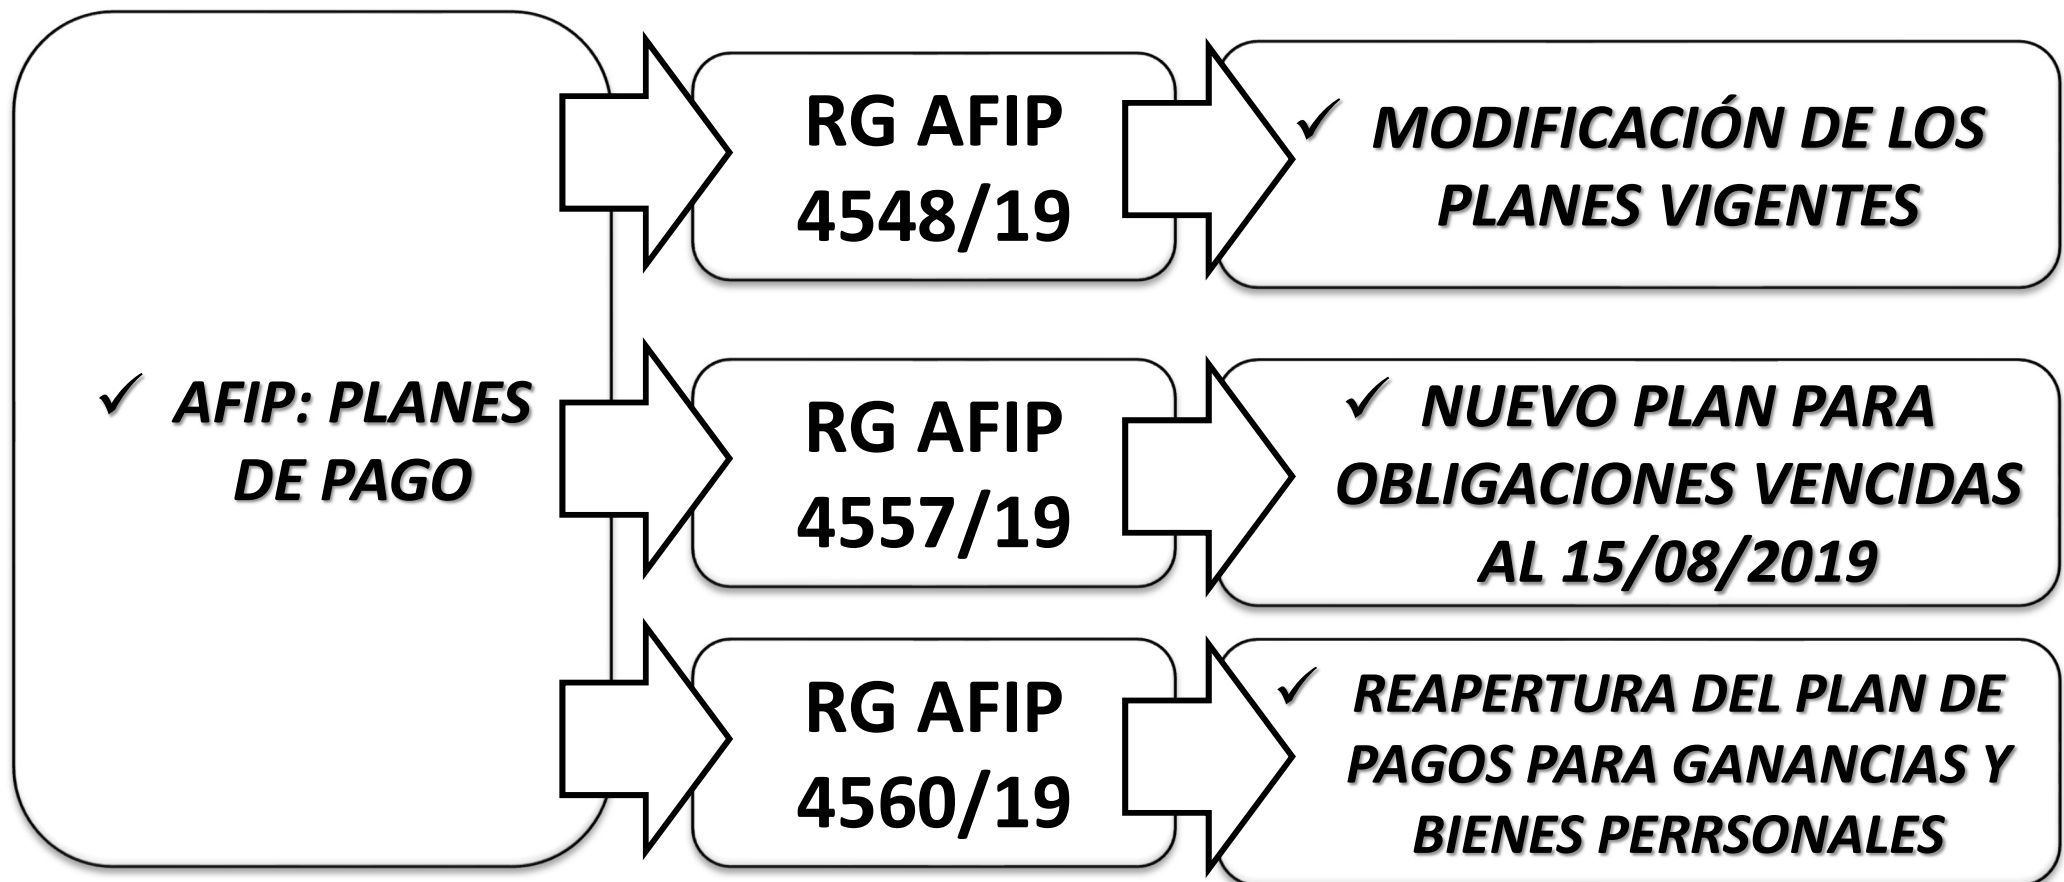 ✓ AFIP: PLANES
DE PAGO
RG AFIP
4548/19
✓ MODIFICACIÓN DE LOS
PLANES VIGENTES
RG AFIP
4557/19
✓ NUEVO PLAN PARA
OBLIGACIONES VENCIDAS
AL 15/08/2019
RG AFIP
4560/19
✓ REAPERTURA DEL PLAN DE
PAGOS PARA GANANCIAS Y
BIENES PERRSONALES